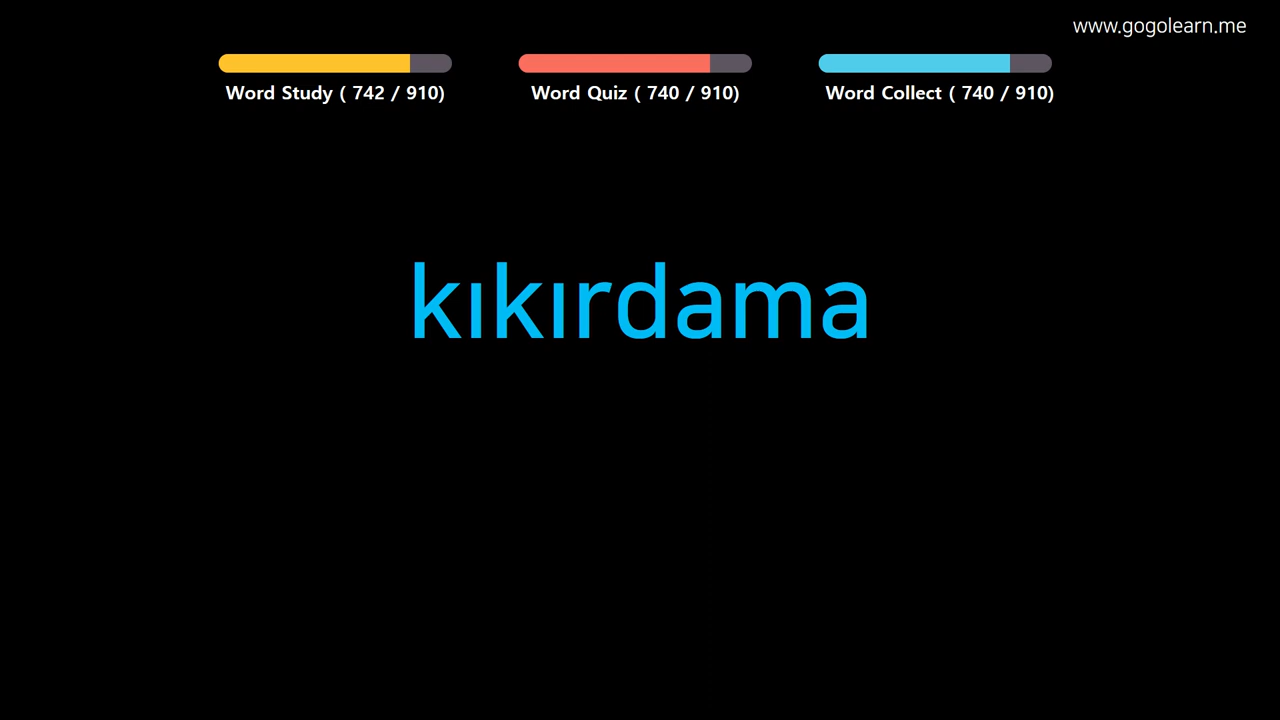 www.gogolearn.me
Word Study ( 742 / 910)
Word Quiz ( 740 / 910)
Word Collect ( 740 / 910)
kıkırdama